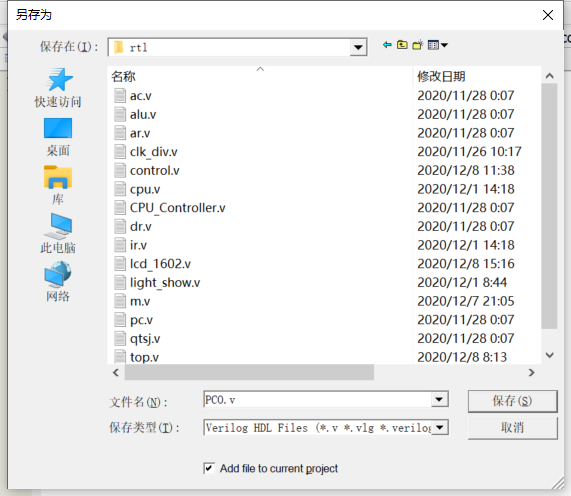 另存为
保存在(I):
rtl
快速访问
桌面
库
此电脑
网络
名称 修改日期
ac.v 2020/11/28 0:07
alu.v 2020/11/28 0:07
ar.v 2020/11/28 0:07
clk_div.v 2020/11/26 10:17
control.v 2020/12/8 11:38
cpu.v 2020/12/1 14:18
CPU_Controller.v 2020/11/28 0:07
dr.v 2020/11/28 0:07
ir.v 2020/12/1 14:18
lcd_1602.v 2020/12/8 15:16
light_show.v 2020/12/1 8:44
m.v 2020/12/7 21:05
pc.v 2020/11/28 0:07
qtsj.v 2020/11/28 0:07
top.v 2020/12/8 8:13
文件名(N): PC0.v 保存(S)
保存类型(T): Verilog HDL Files (*.v *.vlg *.verilog 取消
Add file to current project